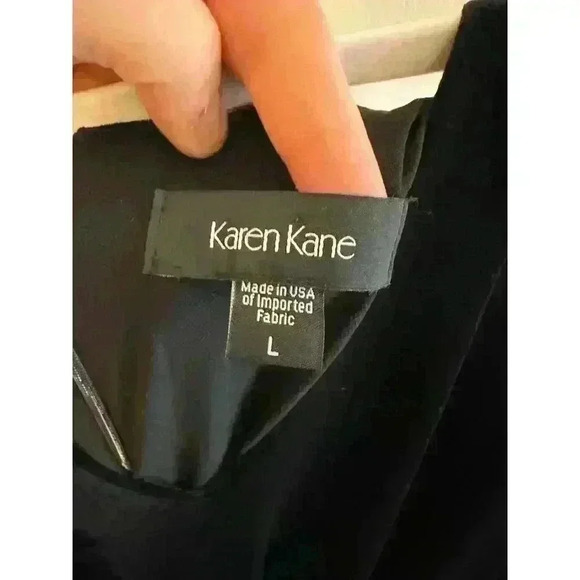 Karen Kane
Made in USA
of Imported
Fabric
L